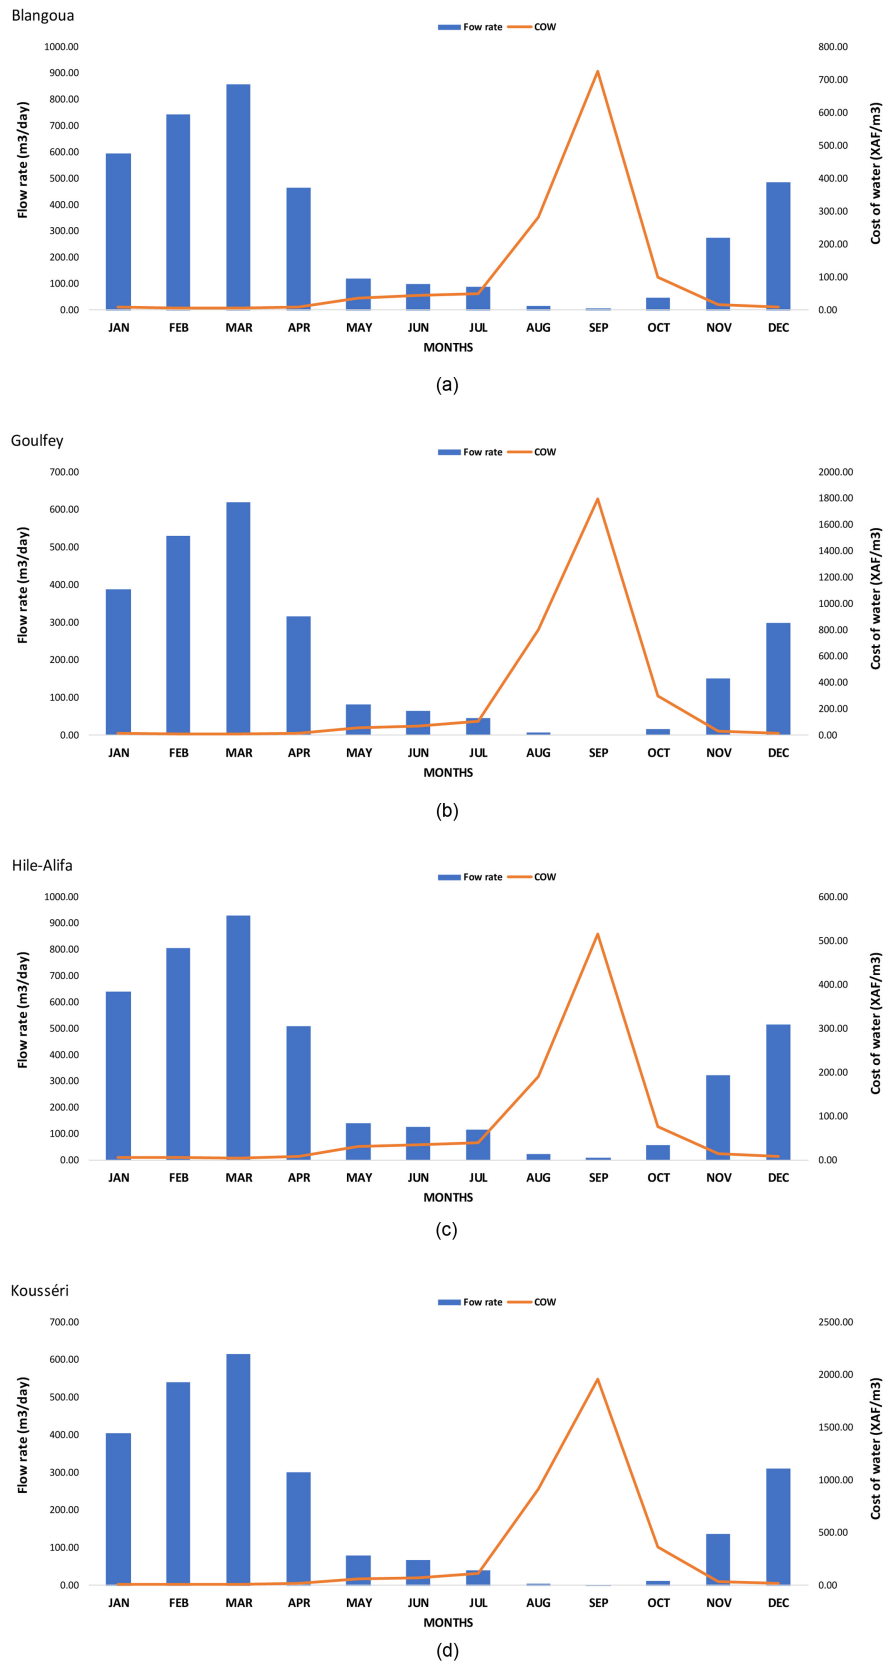 Blangoua
Fow rate COW
1000.00 800.00
900.00 700.00
800.00 600.00
700.00 500.00
600.00 400.00
500.00 300.00
400.00 200.00
300.00 100.00
200.00 0.00
100.00
0.00
Flow rate (m3/day)
Cost of water (XAF/m3)
JAN FEB MAR APR MAY JUN JUL AUG SEP OCT NOV DEC
MONTHS
(a)
Goulfey
Fow rate COW
700.00 2000.00
600.00 1800.00
500.00 1600.00
400.00 1400.00
300.00 1200.00
200.00 1000.00
100.00 800.00
0.00 600.00
400.00
200.00
0.00
Flow rate (m3/day)
Cost of water (XAF/m3)
JAN FEB MAR APR MAY JUN JUL AUG SEP OCT NOV DEC
MONTHS
(b)
Hile-Alifa
Fow rate COW
1000.00 600.00
900.00 500.00
800.00 400.00
700.00 300.00
600.00 200.00
500.00 100.00
400.00 0.00
300.00
200.00
100.00
0.00
Flow rate (m3/day)
Cost of water (XAF/m3)
JAN FEB MAR APR MAY JUN JUL AUG SEP OCT NOV DEC
MONTHS
(c)
Kousséri
Fow rate COW
700.00 2500.00
600.00 2000.00
500.00 1500.00
400.00 1000.00
300.00 500.00
200.00 0.00
100.00
0.00
Flow rate (m3/day)
Cost of water (XAF/m3)
JAN FEB MAR APR MAY JUN JUL AUG SEP OCT NOV DEC
MONTHS
(d)